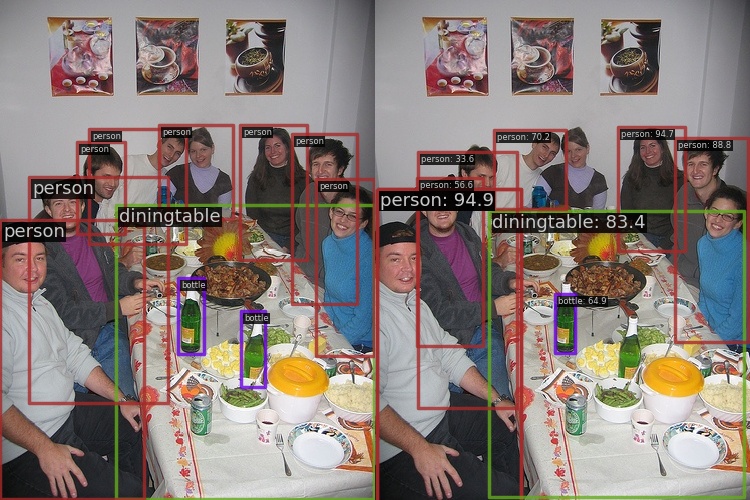 person
person
person
person
person
person
person
person
diningtable
bottle
bottle
person: 70.2
person: 94.7
person: 88.8
person: 33.6
person: 56.6
person: 94.9
diningtable: 83.4
bottle: 64.9